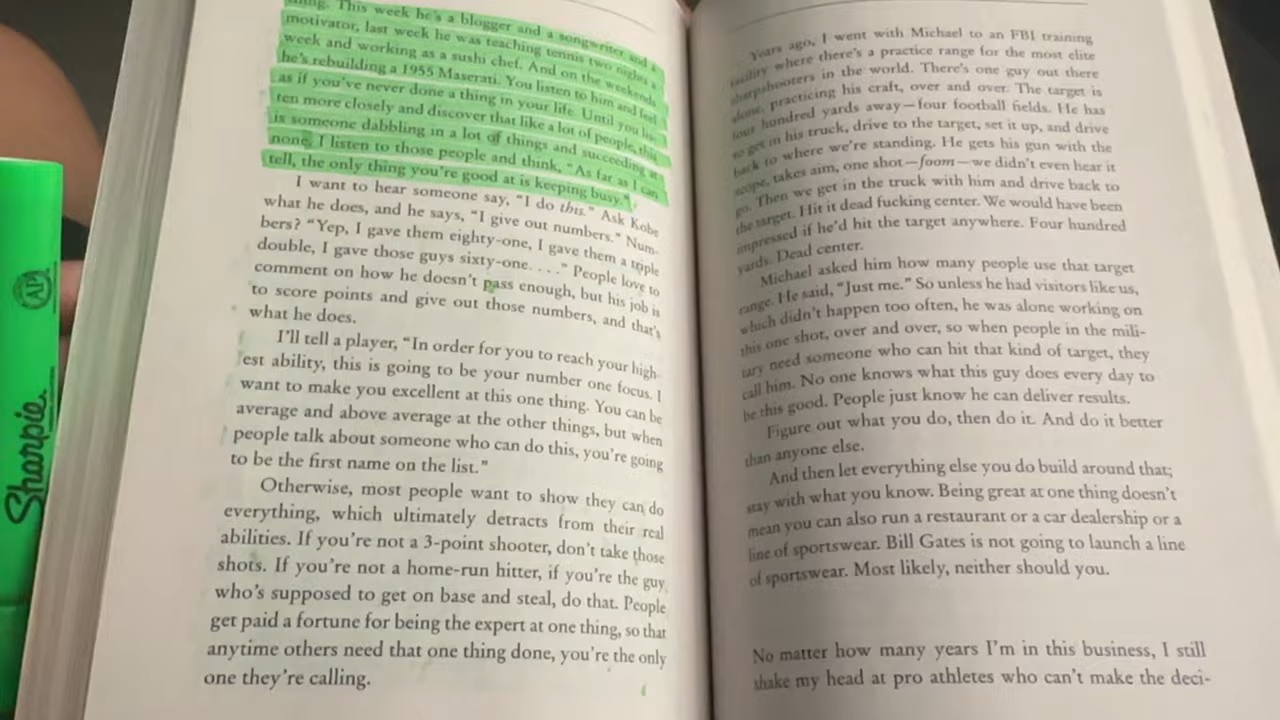 thing. This week he's a blogger and a songwriter and a
motivator, last week he was teaching tennis two nights a
week and working as a sushi chef. And on the weekends
he's rebuilding a 1955 Maserati. You listen to him and feel
as if you've never done a thing in your life. Until you lis-
ten more closely and discover that like a lot of people, this
is someone dabbling in a lot of things and succeeding at
none. I listen to those people and think, "As far as I can
tell, the only thing you're good at is keeping busy."
I want to hear someone say, "I do this." Ask Kobe
what he does, and he says, "I give out numbers." Num-
bers? "Yep, I gave them eighty-one, I gave them a triple
double, I gave those guys sixty-one. . . ." People love to
comment on how he doesn't pass enough, but his job is
to score points and give out those numbers, and that's
what he does.
I'll tell a player, "In order for you to reach your high-
est ability, this is going to be your number one focus. I
want to make you excellent at this one thing. You can be
average and above average at the other things, but when
people talk about someone who can do this, you're going
to be the first name on the list."
Otherwise, most people want to show they can do
everything, which ultimately detracts from their real
abilities. If you're not a 3-point shooter, don't take those
shots. If you're not a home-run hitter, if you're the guy
who's supposed to get on base and steal, do that. People
get paid a fortune for being the expert at one thing, so that
anytime others need that one thing done, you're the only
one they're calling.
Years ago, I went with Michael to an FBI training
facility where there's a practice range for the most elite
sharpshooters in the world. There's one guy out there
alone, practicing his craft, over and over. The target is
four hundred yards away—four football fields. He has
to get in his truck, drive to the target, set it up, and drive
back to where we're standing. He gets his gun with the
scope, takes aim, one shot—foom—we didn't even hear it
go. Then we get in the truck with him and drive back to
the target. Hit it dead fucking center. We would have been
impressed if he'd hit the target anywhere. Four hundred
yards. Dead center.
Michael asked him how many people use that target
range. He said, "Just me." So unless he had visitors like us,
which didn't happen too often, he was alone working on
this one shot, over and over, so when people in the mili-
tary need someone who can hit that kind of target, they
call him. No one knows what this guy does every day to
be this good. People just know he can deliver results.
Figure out what you do, then do it. And do it better
than anyone else.
And then let everything else you do build around that;
stay with what you know. Being great at one thing doesn't
mean you can also run a restaurant or a car dealership or a
line of sportswear. Bill Gates is not going to launch a line
of sportswear. Most likely, neither should you.
No matter how many years I'm in this business, I still
shake my head at pro athletes who can't make the deci-
AP
Sharpie.